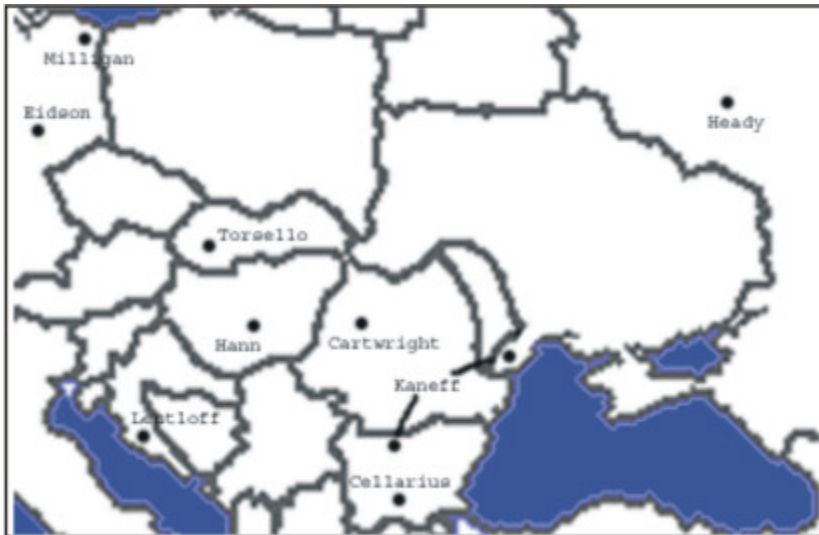 Milligan
Eidson
Heady
Torsello
Hann
Cartwright
Kaneff
Lentloff
Cellarius